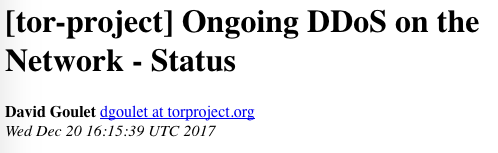 [tor-project] Ongoing DDoS on the
Network - Status
David Goulet dgoulet at torproject.org
Wed Dec 20 16:15:39 UTC 2017